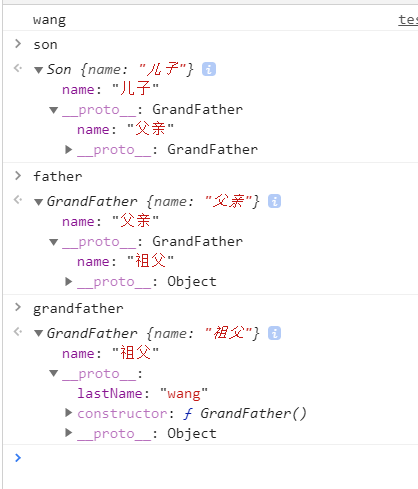 wang tes
> son
Son {name: "儿子"} i
name: "儿子"
__proto__: GrandFather
name: "父亲"
__proto__: GrandFather
> father
GrandFather {name: "父亲"} i
name: "父亲"
__proto__: GrandFather
name: "祖父"
__proto__: Object
> grandfather
GrandFather {name: "祖父"} i
name: "祖父"
__proto__:
lastName: "wang"
constructor: ƒ GrandFather()
__proto__: Object
>